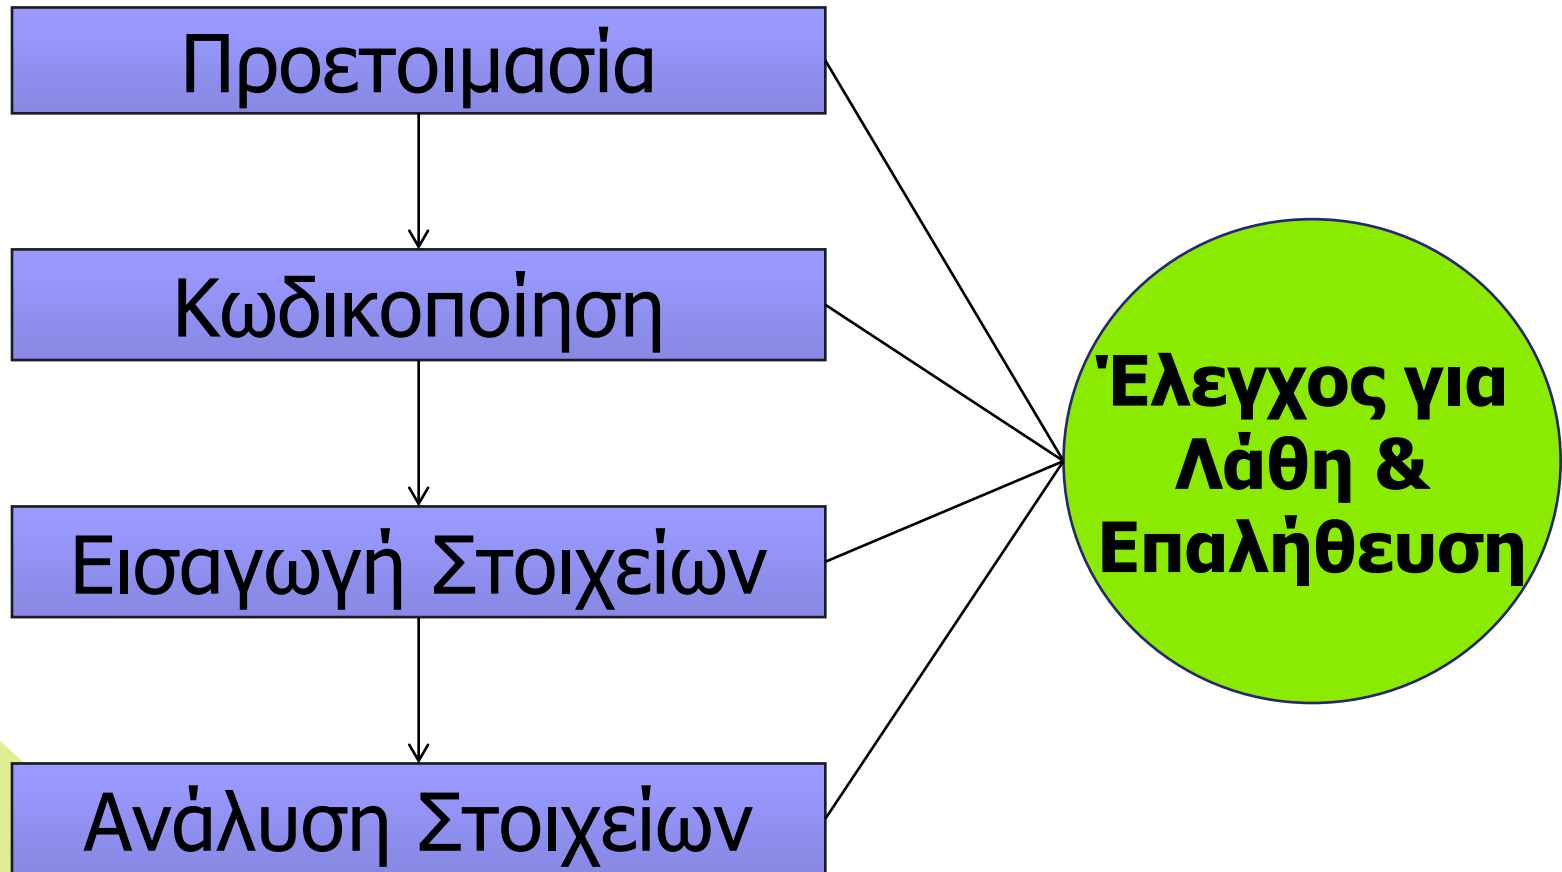 Προετοιμασία
Κωδικοποίηση
Εισαγωγή Στοιχείων
Ανάλυση Στοιχείων
Έλεγχος για
Λάθη &
Επαλήθευση